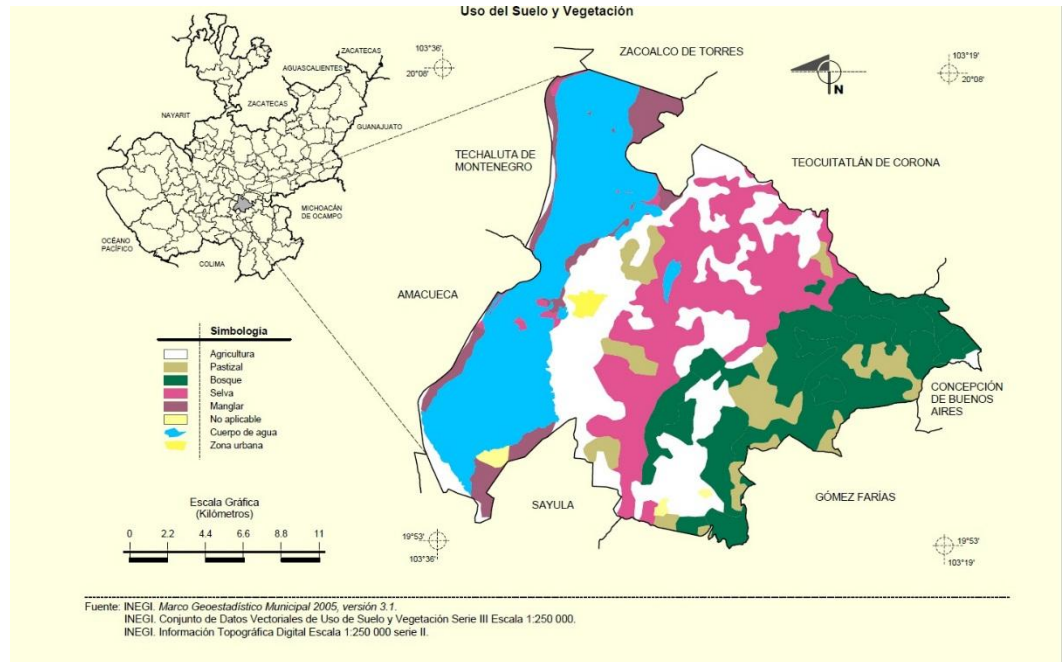 Uso del Suelo y Vegetación
ZACATECAS
AGUASCALIENTES
NAYARIT
ZACATECAS
GUANAJUATO
MICHOACÁN
DE OCAMPO
OCÉANO
PACÍFICO
COLIMA
103°36'
20°08'
ZACOALCO DE TORRES
N
103°19'
20°08'
TECHALUTA DE
MONTENEGRO
TEOCUITATLÁN DE CORONA
AMACUECA
CONCEPCIÓN
DE BUENOS
AIRES
SAYULA
GÓMEZ FARÍAS
19°53'
103°36'
19°53'
103°19'
Simbología
Agricultura
Pastizal
Bosque
Selva
Manglar
No aplicable
Cuerpo de agua
Zona urbana
Escala Gráfica
(Kilómetros)
0 2.2 4.4 6.6 8.8 11
Fuente: INEGI. Marco Geoestadístico Municipal 2005, versión 3.1.
INEGI. Conjunto de Datos Vectoriales de Uso de Suelo y Vegetación Serie III Escala 1:250 000.
INEGI. Información Topográfica Digital Escala 1:250 000 serie II.